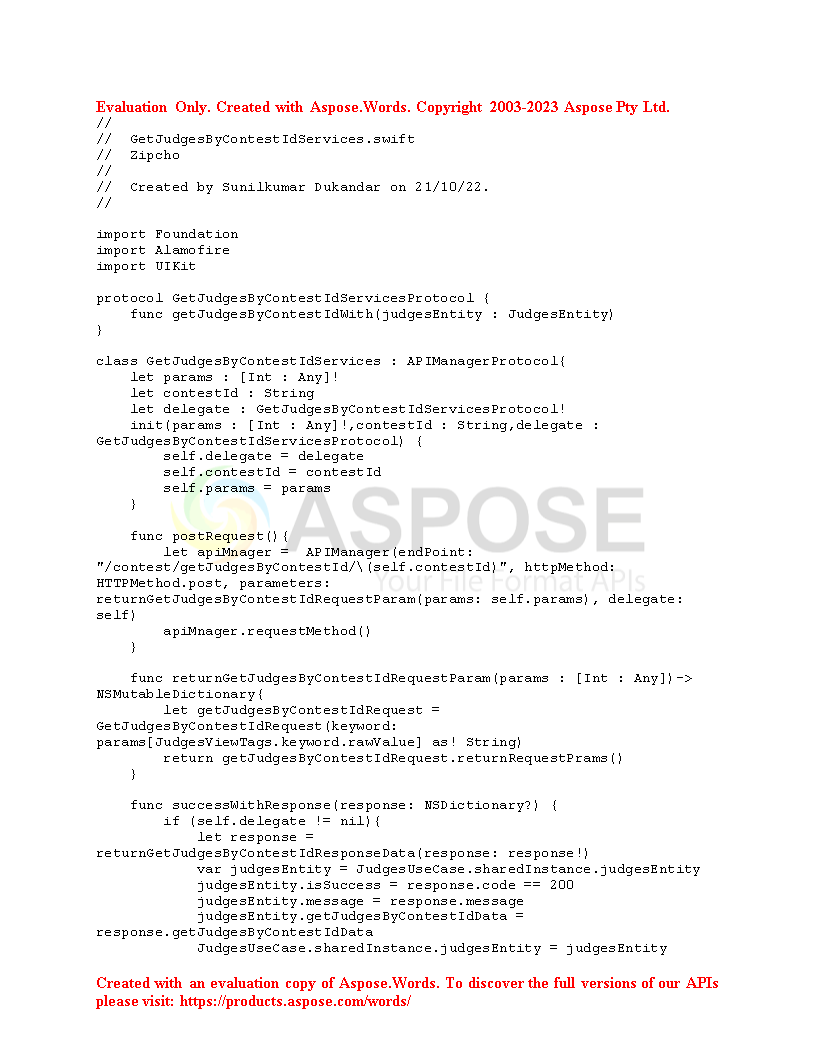 Evaluation Only. Created with Aspose.Words. Copyright 2003-2023 Aspose Pty Ltd.
//
//  GetJudgesByContestIdServices.swift
//  Zipcho
//
//  Created by Sunilkumar Dukandar on 21/10/22.
//
import Foundation
import Alamofire
import UIKit
protocol GetJudgesByContestIdServicesProtocol {
    func getJudgesByContestIdWith(judgesEntity : JudgesEntity)
}
class GetJudgesByContestIdServices : APIManagerProtocol{
    let params : [Int : Any]!
    let contestId : String
    let delegate : GetJudgesByContestIdServicesProtocol!
    init(params : [Int : Any]!,contestId : String,delegate :
GetJudgesByContestIdServicesProtocol) {
        self.delegate = delegate
        self.contestId = contestId
        self.params = params
    }
ASPOSE
Your File Format APIs
    func postRequest(){
        let apiMnager =  APIManager(endPoint:
"/contest/getJudgesByContestId/\(self.contestId)", httpMethod:
HTTPMethod.post, parameters:
returnGetJudgesByContestIdRequestParam(params: self.params), delegate:
self)
        apiMnager.requestMethod()
    }
    func returnGetJudgesByContestIdRequestParam(params : [Int : Any])->
NSMutableDictionary{
        let getJudgesByContestIdRequest =
GetJudgesByContestIdRequest(keyword:
params[JudgesViewTags.keyword.rawValue] as! String)
        return getJudgesByContestIdRequest.returnRequestPrams()
    }
    func successWithResponse(response: NSDictionary?) {
        if (self.delegate != nil){
            let response =
returnGetJudgesByContestIdResponseData(response: response!)
            var judgesEntity = JudgesUseCase.sharedInstance.judgesEntity
            judgesEntity.isSuccess = response.code == 200
            judgesEntity.message = response.message
            judgesEntity.getJudgesByContestIdData =
response.getJudgesByContestIdData
            JudgesUseCase.sharedInstance.judgesEntity = judgesEntity
Created with an evaluation copy of Aspose.Words. To discover the full versions of our APIs
please visit: https://products.aspose.com/words/